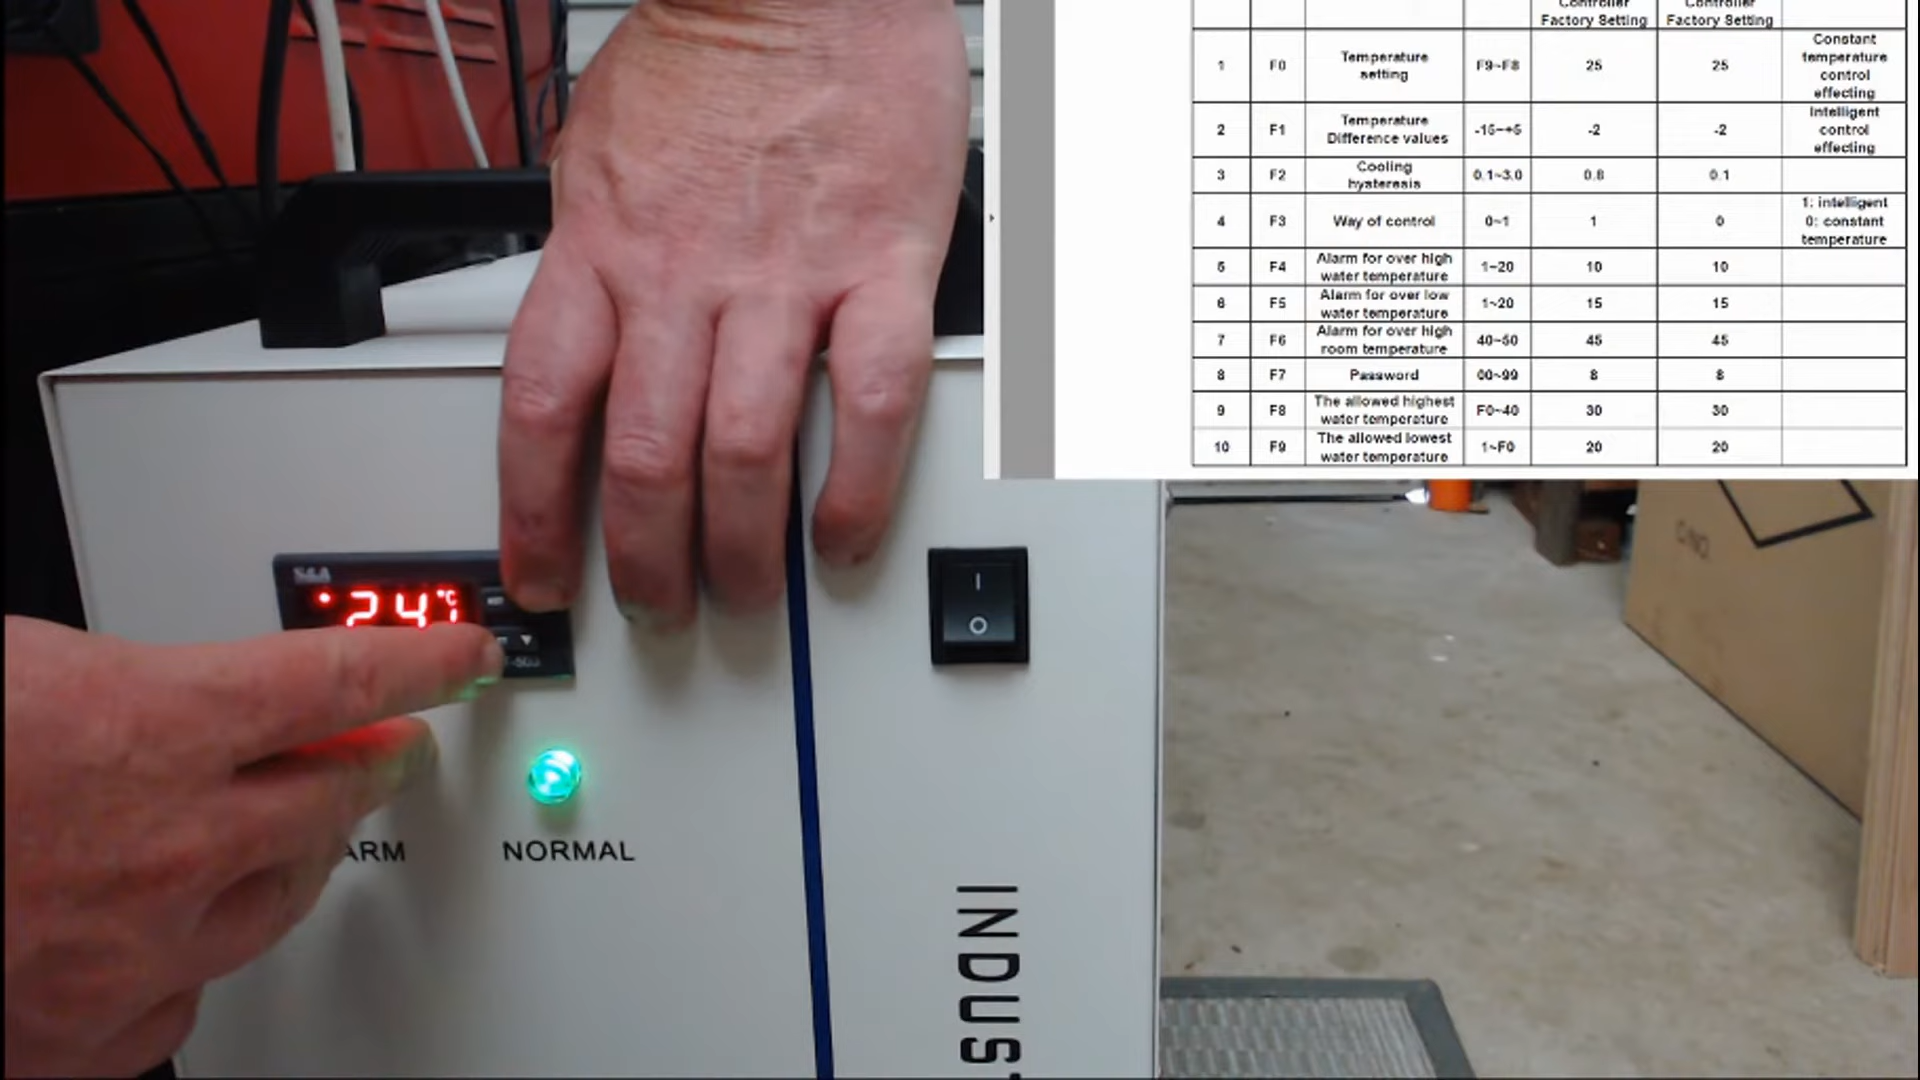 Controller Controller
Factory Setting Factory Setting
1 F0 Temperature setting F9~F8 25 25 Constant temperature control effecting
2 F1 Temperature Difference values -15~+5 -2 -2 Intelligent control effecting
3 F2 Cooling hysteresis 0.1~3.0 0.8 0.1
4 F3 Way of control 0~1 1 0 1: intelligent 0: constant temperature
5 F4 Alarm for over high water temperature 1~20 10 10
6 F5 Alarm for over low water temperature 1~20 15 15
7 F6 Alarm for over high room temperature 40~50 45 45
8 F7 Password 00~99 8 8
9 F8 The allowed highest water temperature F0~40 30 30
10 F9 The allowed lowest water temperature 1~F0 20 20
S&A
24 °C
ARM
NORMAL
INDUS